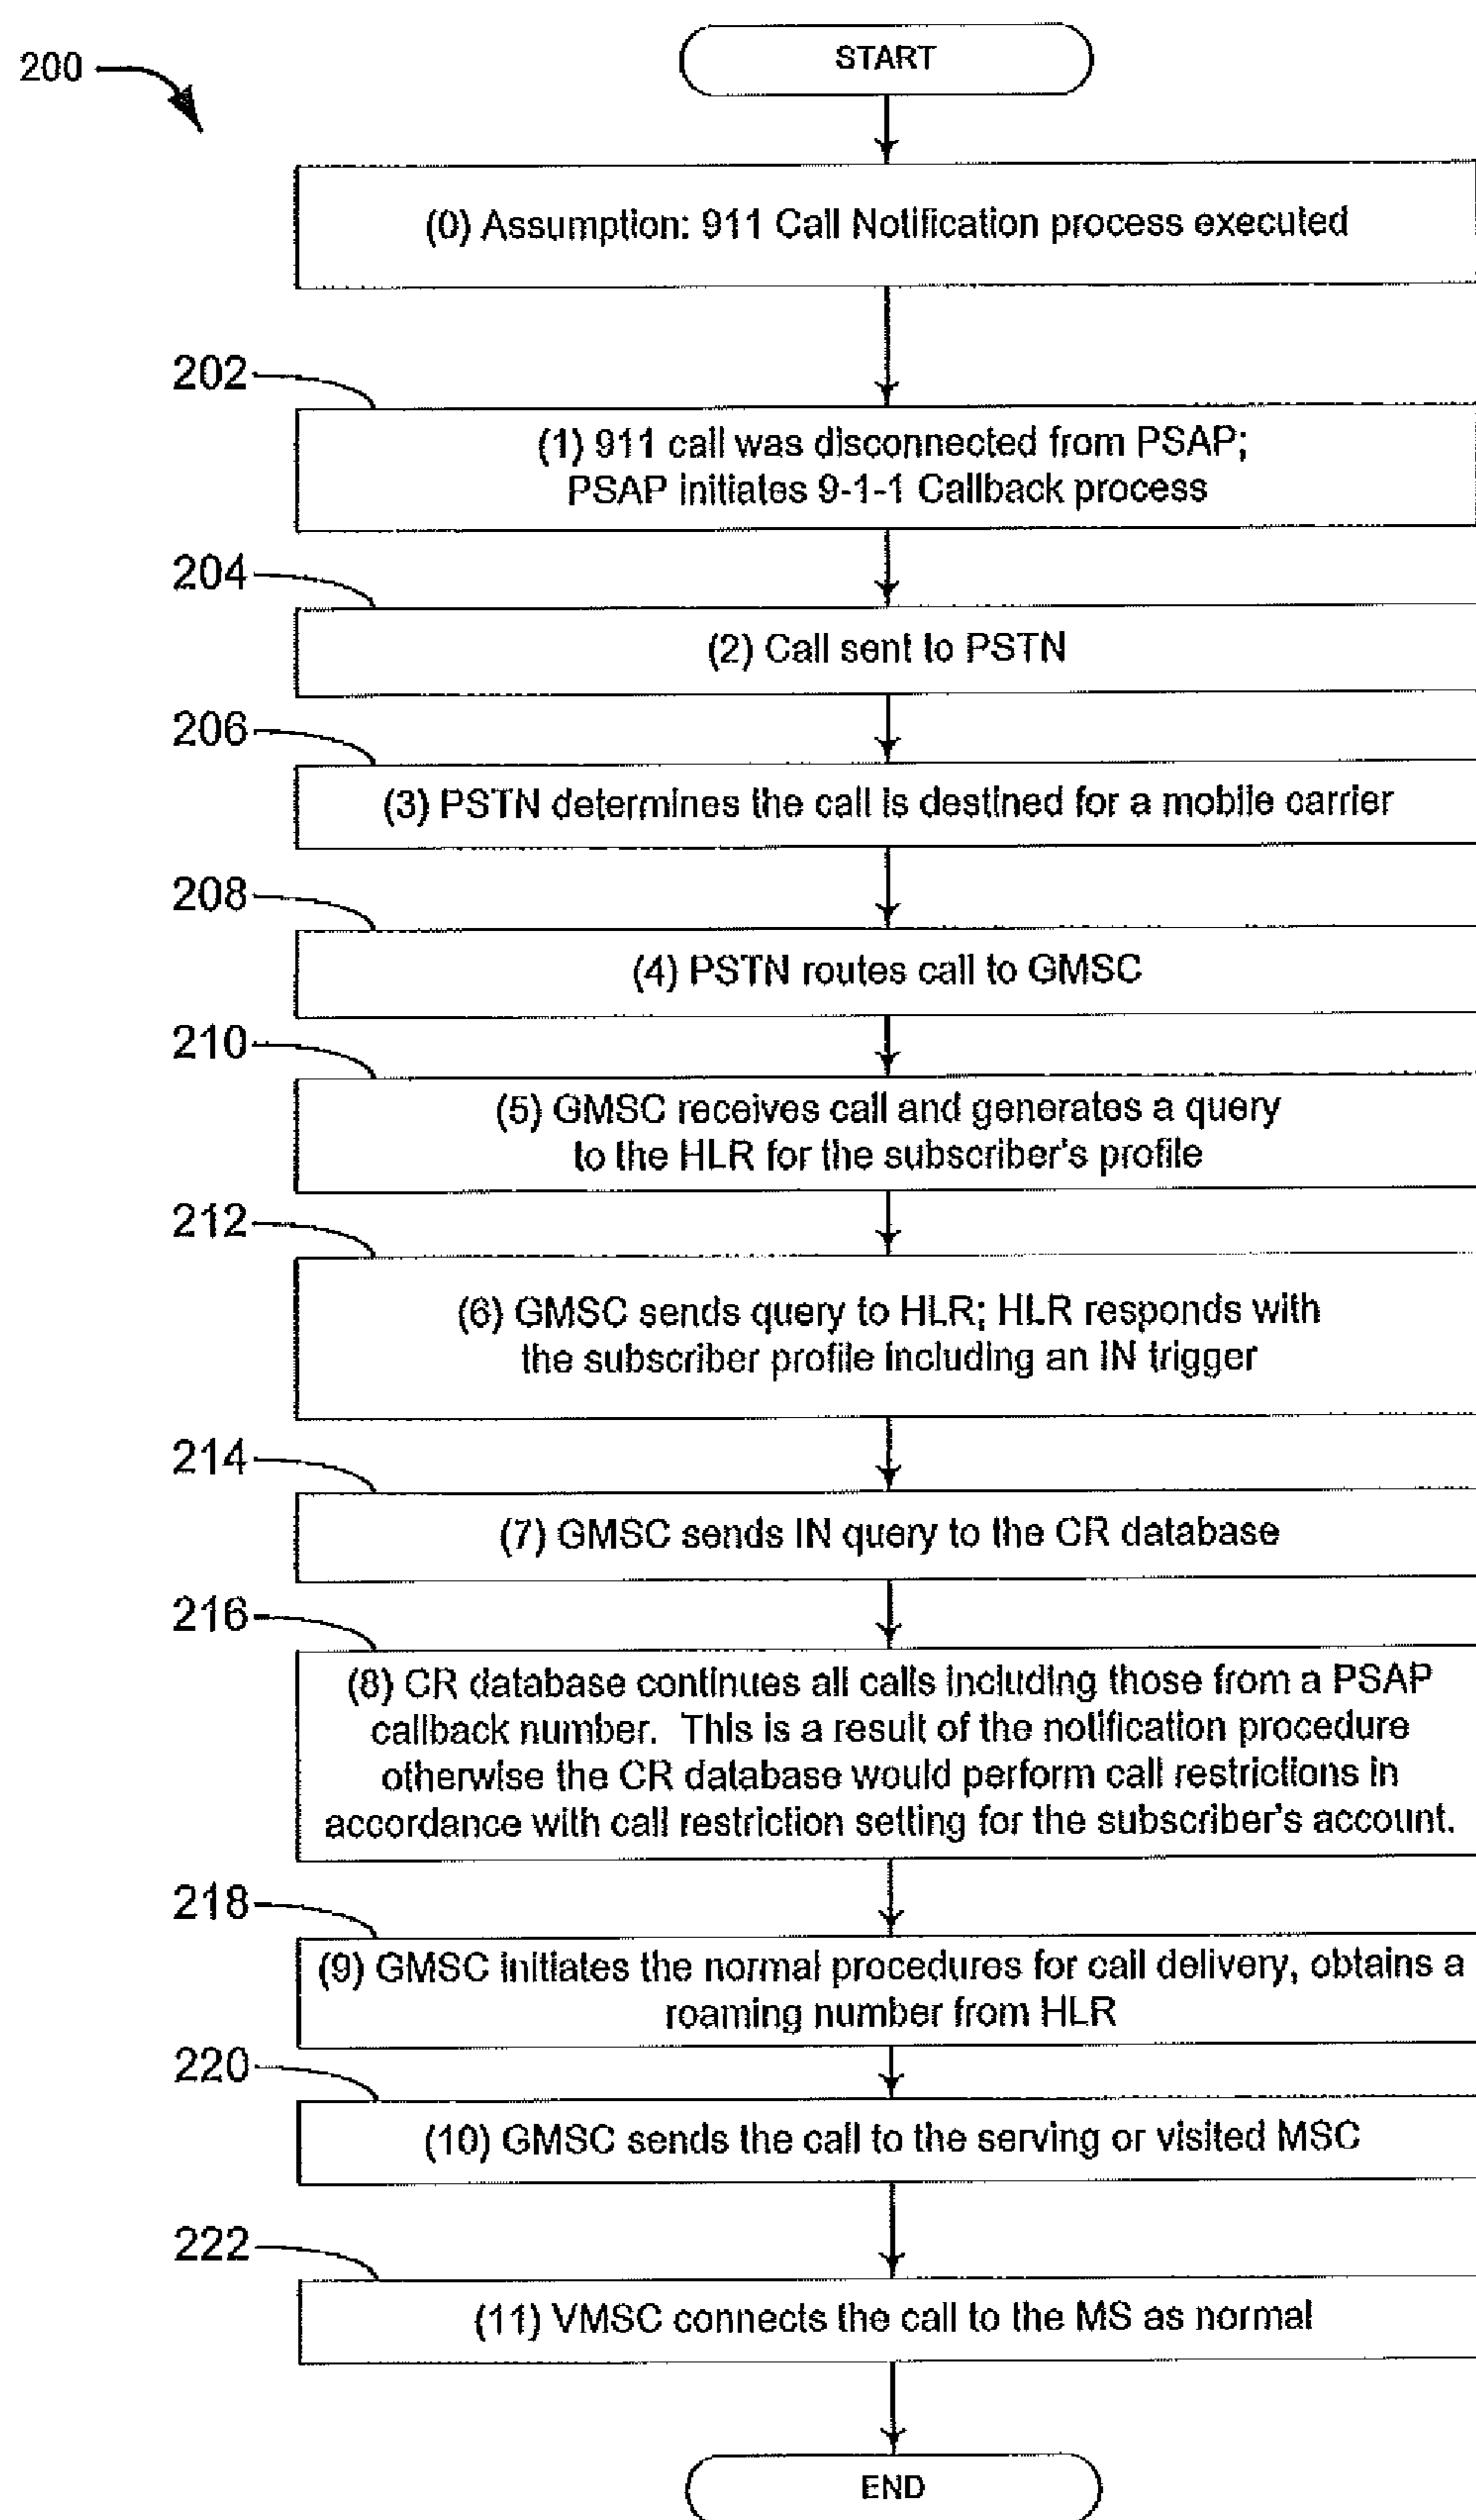 200
START
(0) Assumption: 911 Call Notification process executed
202
(1) 911 call was disconnected from PSAP;
PSAP initiates 9-1-1 Callback process
204
(2) Call sent to PSTN
206
(3) PSTN determines the call is destined for a mobile carrier
208
(4) PSTN routes call to GMSC
210
(5) GMSC receives call and generates a query
to the HLR for the subscriber's profile
212
(6) GMSC sends query to HLR; HLR responds with
the subscriber profile including an IN trigger
214
(7) GMSC sends IN query to the CR database
216
(8) CR database continues all calls including those from a PSAP
callback number. This is a result of the notification procedure
otherwise the CR database would perform call restrictions in
accordance with call restriction setting for the subscriber's account.
218
(9) GMSC initiates the normal procedures for call delivery, obtains a
roaming number from HLR
220
(10) GMSC sends the call to the serving or visited MSC
222
(11) VMSC connects the call to the MS as normal
END